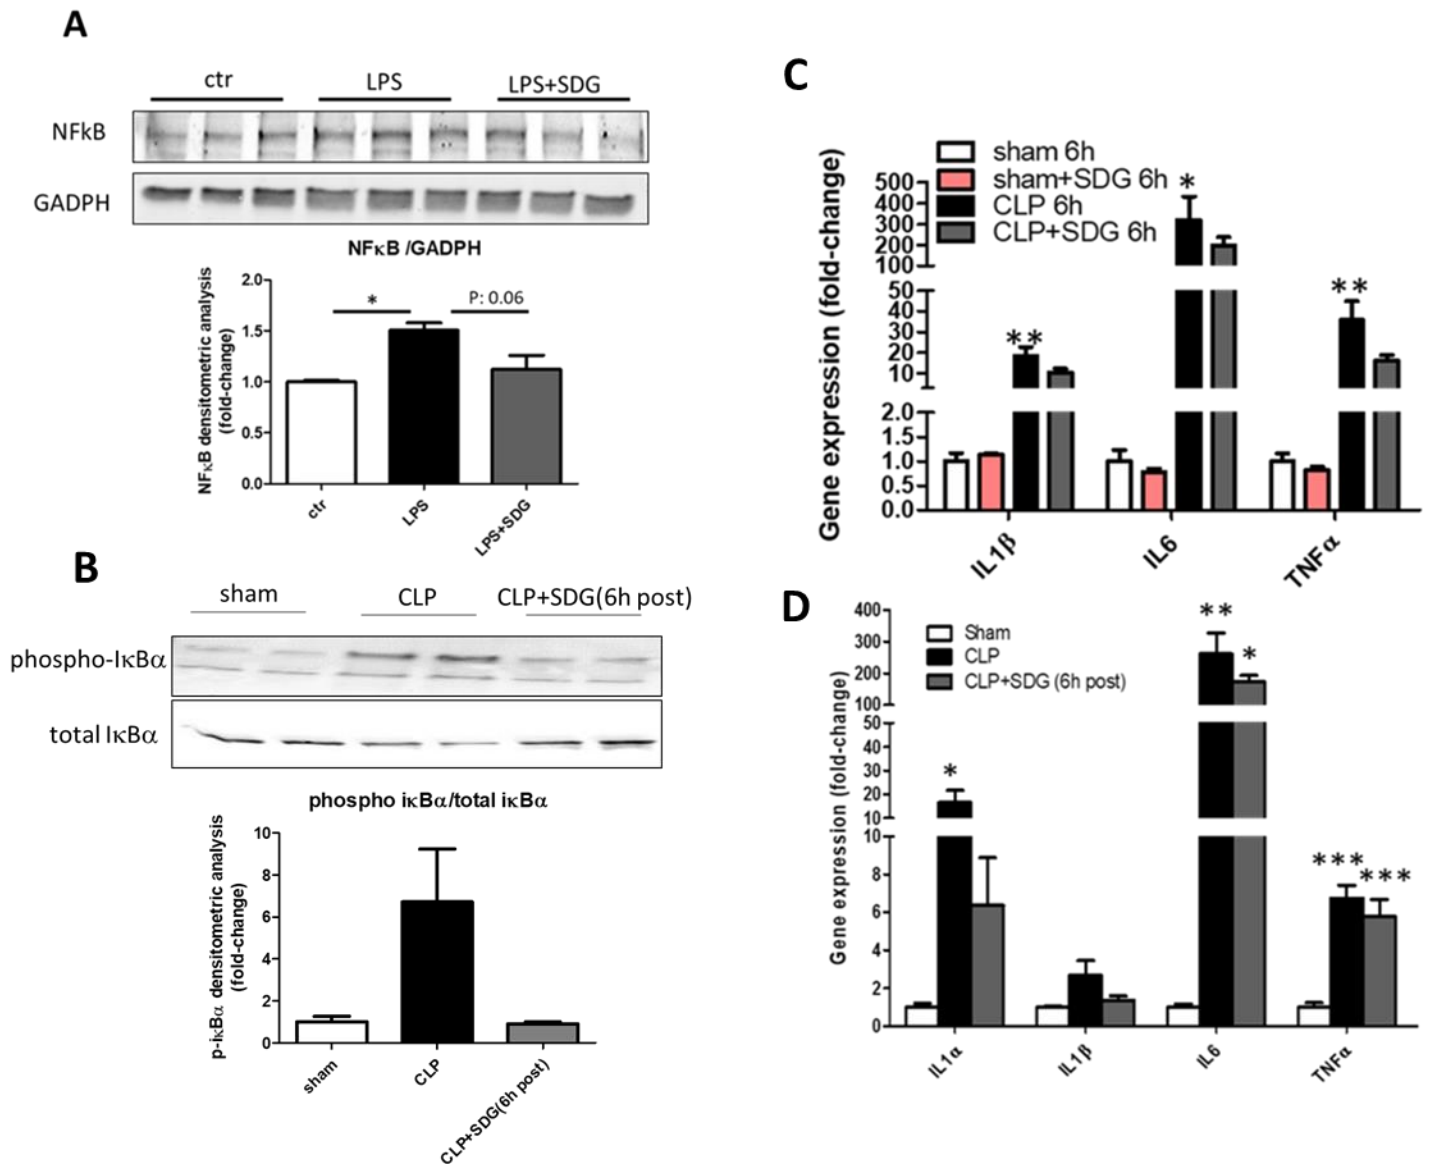 A
ctr LPS LPS+SDG
NFkB
GADPH
NFκB /GADPH
NFκB densitometric analysis
(fold-change)
2.0
1.5
1.0
0.5
0.0
ctr LPS LPS+SDG
P: 0.06
*
B
sham CLP CLP+SDG(6h post)
phospho-IκBα
total IκBα
phospho iκBα/total iκBα
p-iκBα densitometric analysis
(fold-change)
10
8
6
4
2
0
sham CLP CLP+SDG(6h post)
C
sham 6h
sham+SDG 6h
CLP 6h
CLP+SDG 6h
Gene expression (fold-change)
500
400
300
200
100
50
40
30
20
10
2.0
1.5
1.0
0.5
0.0
** * **
IL1β IL6 TNFα
D
Sham
CLP
CLP+SDG (6h post)
Gene expression (fold-change)
400
300
200
100
50
40
30
20
10
10
8
6
4
2
0
* ** * *** ***
IL1α IL1β IL6 TNFα